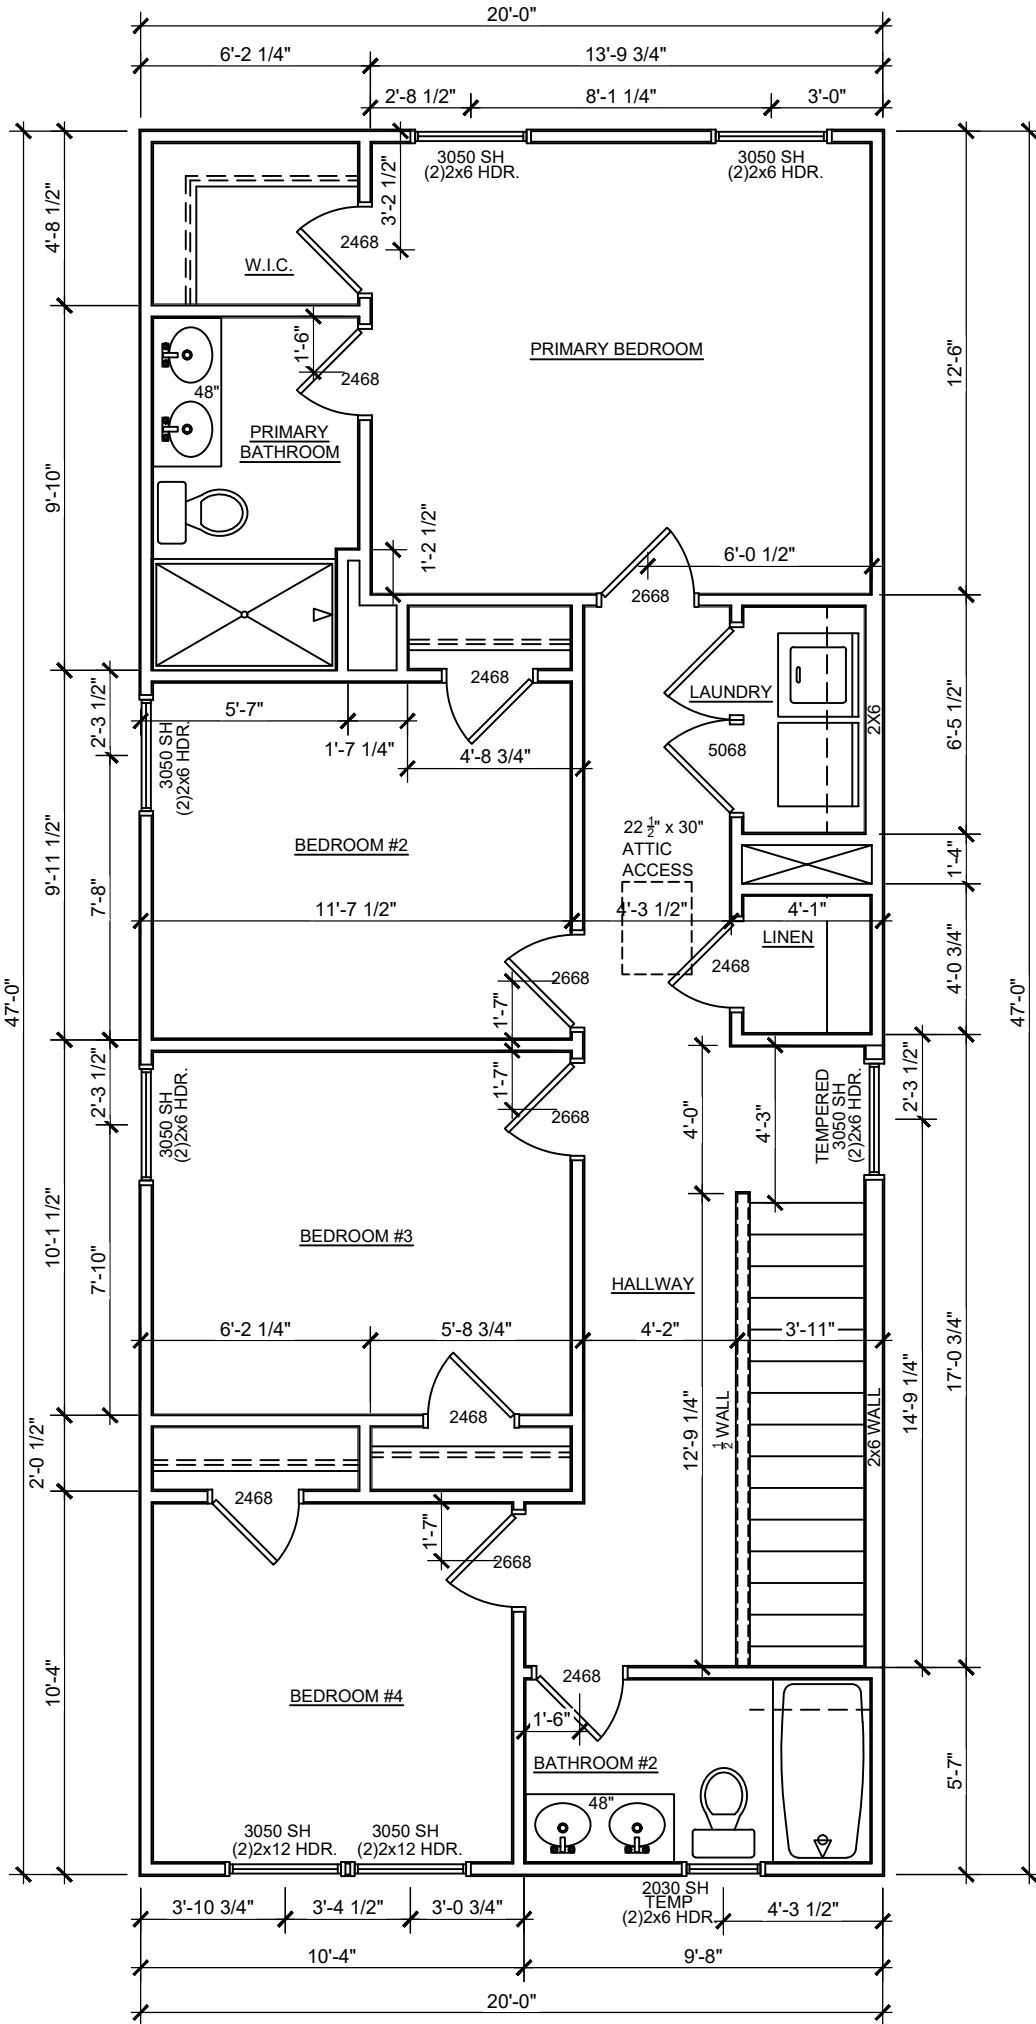 20'-0"
6'-2 1/4"
13'-9 3/4"
2'-8 1/2"
8'-1 1/4"
3'-0"
3050 SH
(2)2x6 HDR.
3050 SH
(2)2x6 HDR.
4'-8 1/2"
3'-2 1/2"
2468
W.I.C.
1'-6"
2468
48"
PRIMARY
BATHROOM
PRIMARY BEDROOM
12'-6"
9'-10"
1'-2 1/2"
6'-0 1/2"
2668
2468
LAUNDRY
5068
2X6
6'-5 1/2"
5'-7"
1'-7 1/4"
4'-8 3/4"
2'-3 1/2"
3050 SH
(2)2x6 HDR.
BEDROOM #2
22 1/2" x 30"
ATTIC
ACCESS
9'-11 1/2"
7'-8"
1'-4"
11'-7 1/2"
4'-3 1/2"
4'-1"
LINEN
2468
4'-0 3/4"
2668
1'-7"
47'-0"
47'-0"
2'-3 1/2"
3050 SH
(2)2x6 HDR.
1'-7"
2668
4'-0"
4'-3"
TEMPERED
3050 SH
(2)2x6 HDR.
2'-3 1/2"
10'-1 1/2"
7'-10"
BEDROOM #3
HALLWAY
6'-2 1/4"
5'-8 3/4"
4'-2"
3'-11"
17'-0 3/4"
14'-9 1/4"
12'-9 1/4"
1/2 WALL
2x6 WALL
2468
2'-0 1/2"
2468
1'-7"
2668
10'-4"
BEDROOM #4
2468
1'-6"
BATHROOM #2
48"
5'-7"
3050 SH
(2)2x12 HDR.
3050 SH
(2)2x12 HDR.
2030 SH
TEMP
(2)2x6 HDR.
3'-10 3/4"
3'-4 1/2"
3'-0 3/4"
4'-3 1/2"
10'-4"
9'-8"
20'-0"